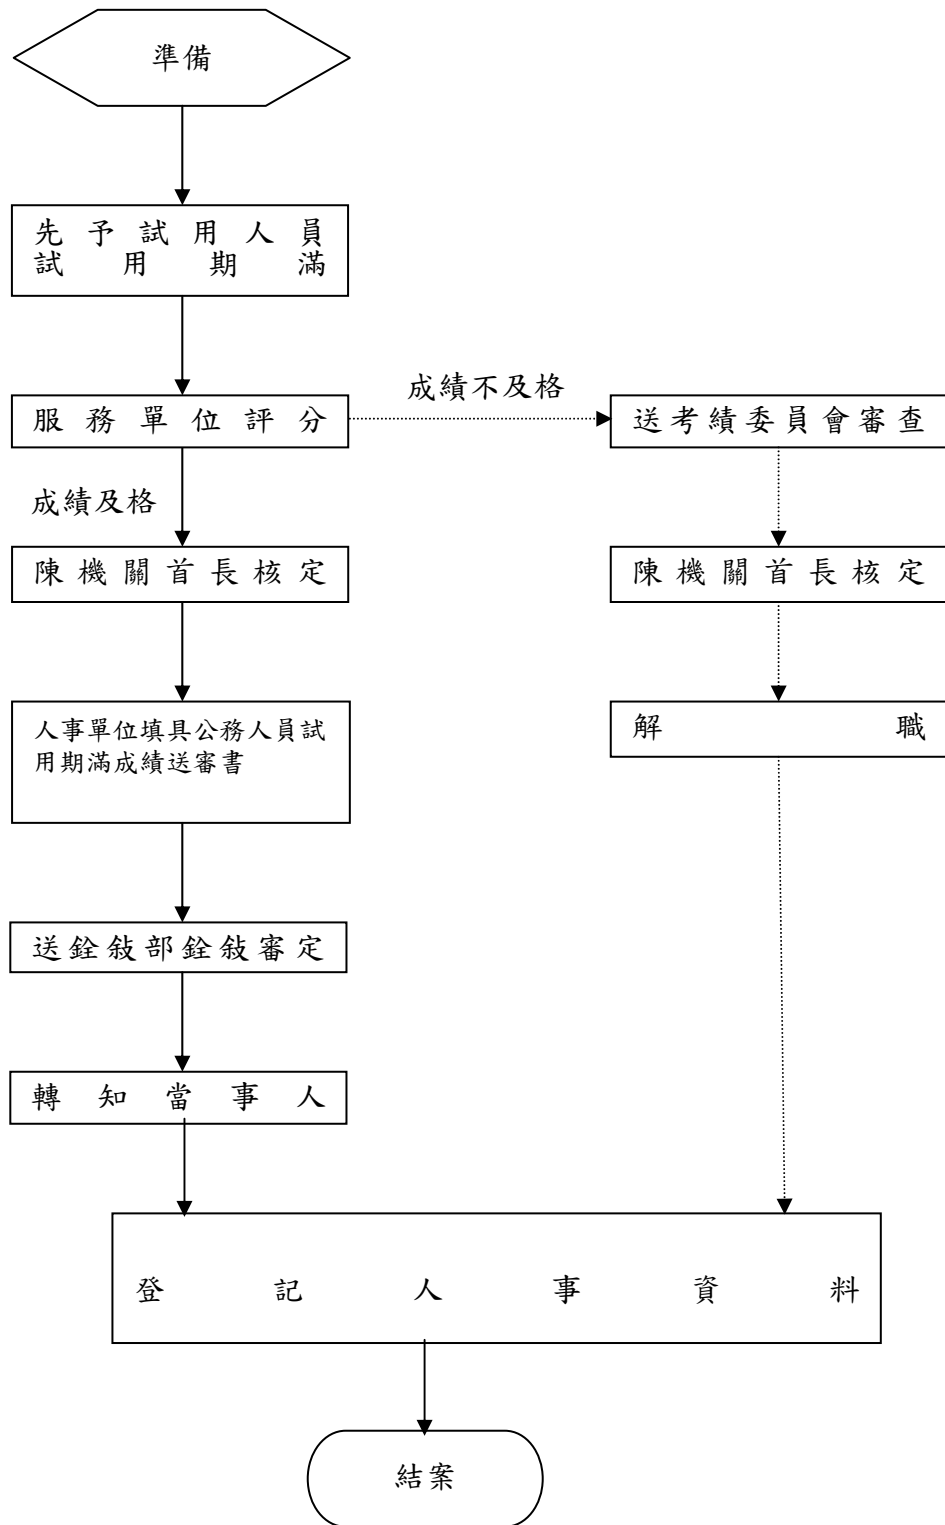 準備
先予試用人員
試用期滿
服務單位評分
成績不及格
送考績委員會審查
成績及格
陳機關首長核定
陳機關首長核定
人事單位填具公務人員試
用期滿成績送審書
解職
送銓敍部銓敍審定
轉知當事人
登記人事資料
結案